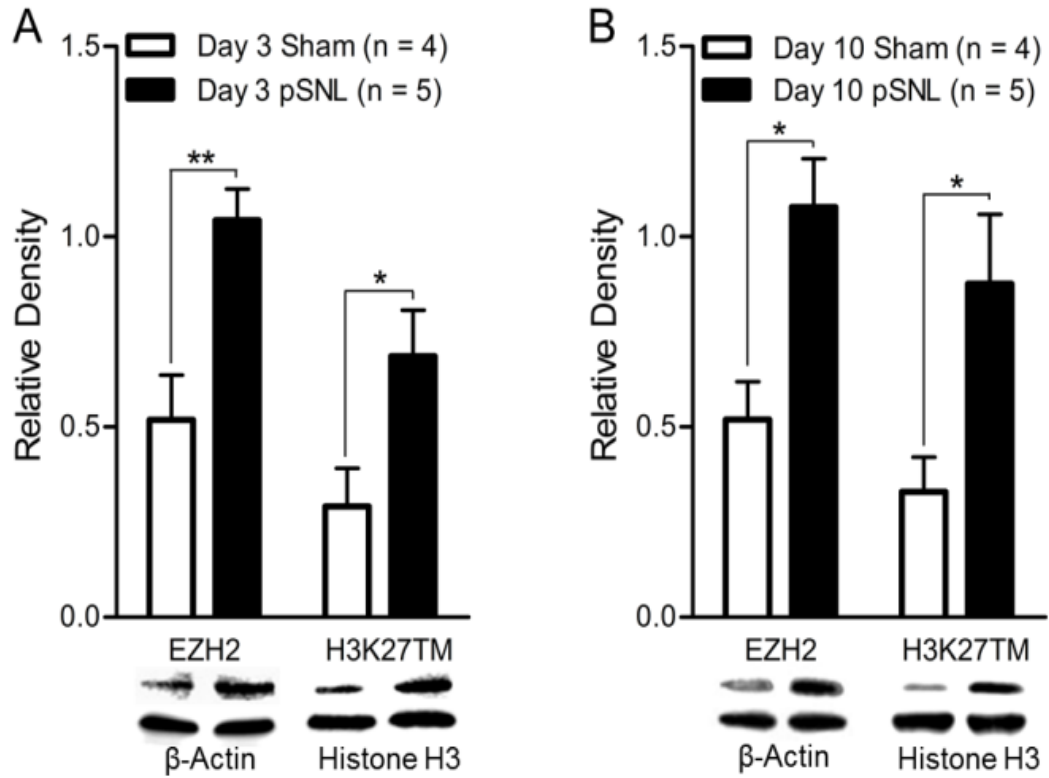 A
1.5
Day 3 Sham (n = 4)
Day 3 pSNL (n = 5)
**
*
1.0
0.5
0.0
Relative Density
EZH2 H3K27TM
β-Actin Histone H3
B
1.5
Day 10 Sham (n = 4)
Day 10 pSNL (n = 5)
*
*
1.0
0.5
0.0
Relative Density
EZH2 H3K27TM
β-Actin Histone H3